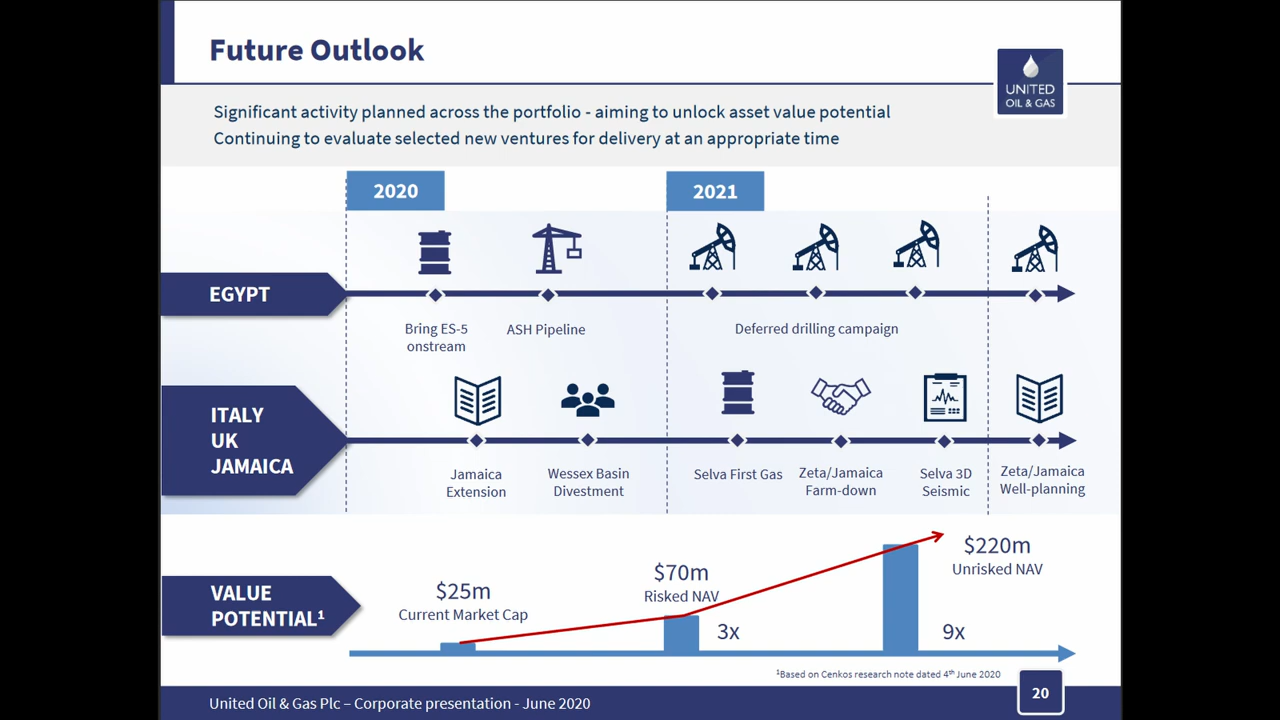 Future Outlook
UNITED
OIL & GAS
Significant activity planned across the portfolio - aiming to unlock asset value potential
Continuing to evaluate selected new ventures for delivery at an appropriate time
2020
2021
EGYPT
Bring ES-5
onstream
ASH Pipeline
Deferred drilling campaign
ITALY
UK
JAMAICA
Jamaica
Extension
Wessex Basin
Divestment
Selva First Gas
Zeta/Jamaica
Farm-down
Selva 3D
Seismic
Zeta/Jamaica
Well-planning
VALUE
POTENTIAL¹
$25m
Current Market Cap
$70m
Risked NAV
3x
$220m
Unrisked NAV
9x
¹Based on Cenkos research note dated 4ᵗʰ June 2020
United Oil & Gas Plc – Corporate presentation - June 2020
20